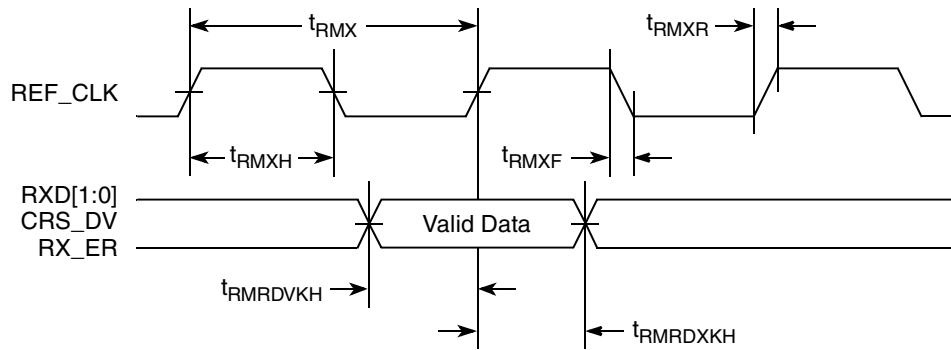 tRMX
tRMXR
REF_CLK
tRMXH
tRMXF
RXD[1:0]
CRS_DV
RX_ER
Valid Data
tRMRDVKH
tRMRDXKH